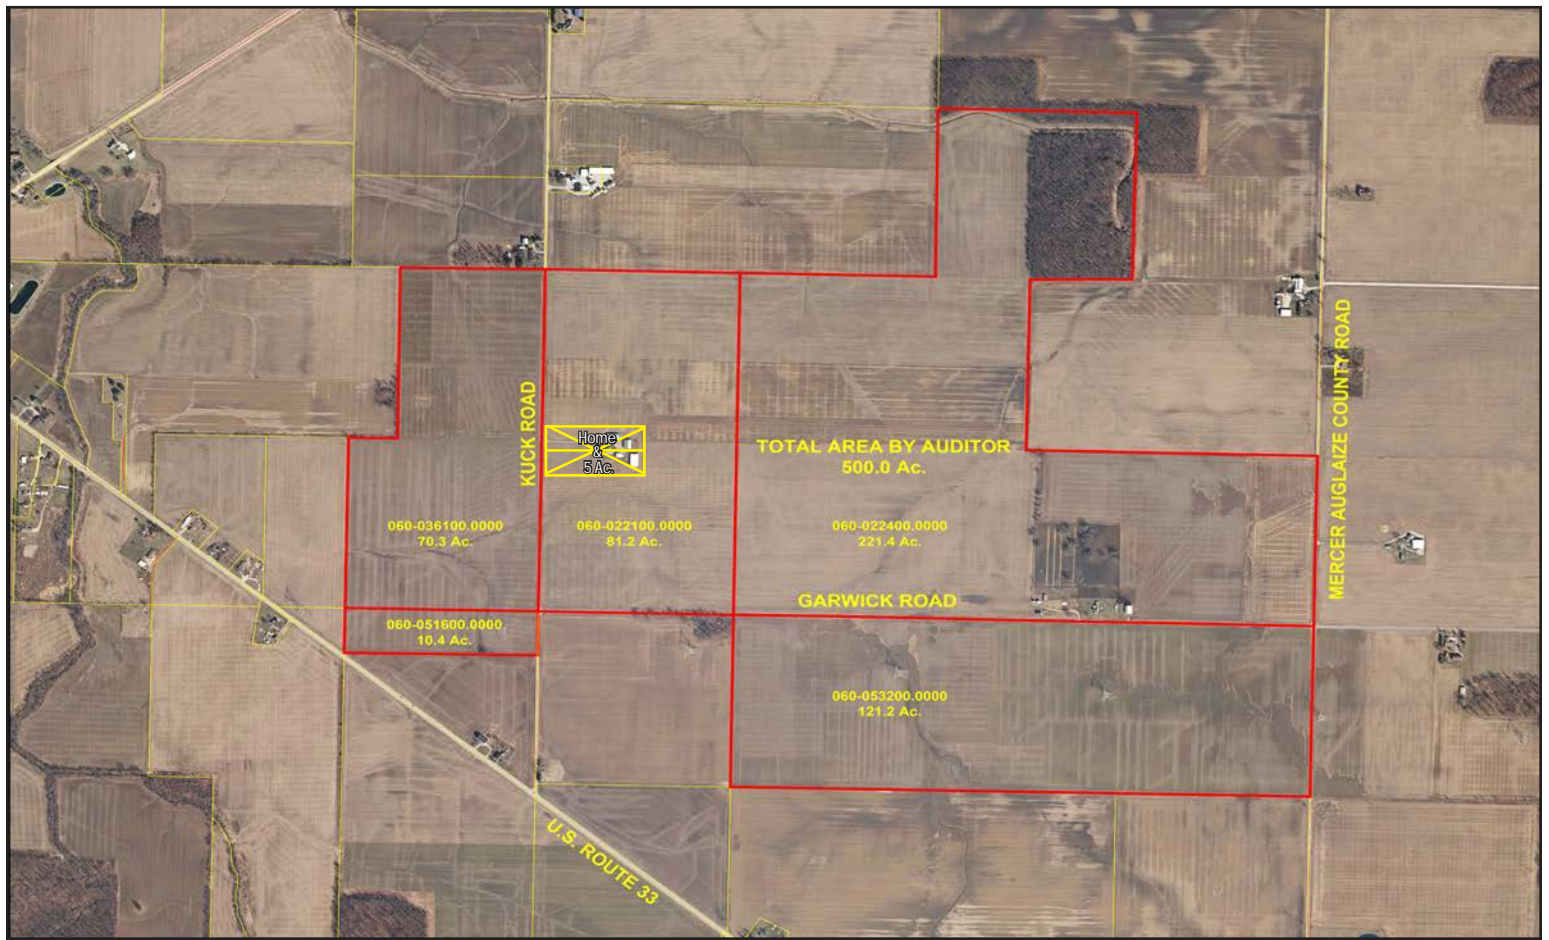 KUCK ROAD
MERCER AUGLAIZE COUNTY ROAD
Home
&
5 Ac.
TOTAL AREA BY AUDITOR
500.0 Ac.
060-036100.0000
70.3 Ac.
060-022100.0000
81.2 Ac.
060-022400.0000
221.4 Ac.
GARWICK ROAD
060-051600.0000
10.4 Ac.
060-053200.0000
121.2 Ac.
U.S. ROUTE 33